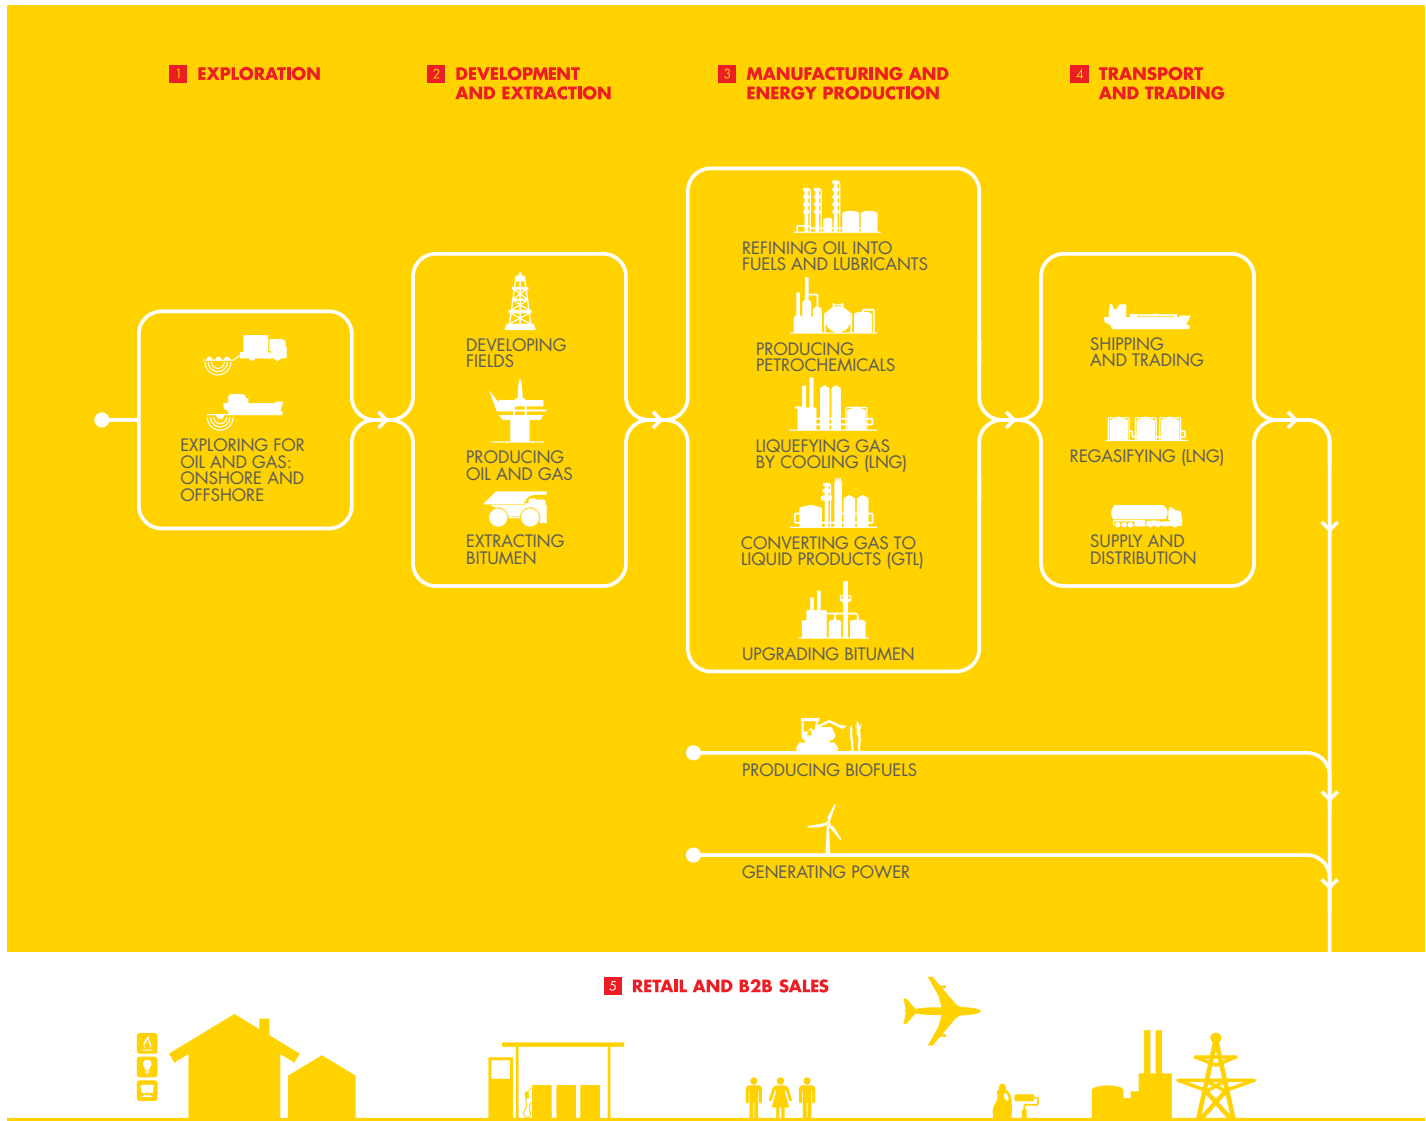 1 EXPLORATION
2 DEVELOPMENT
AND EXTRACTION
3 MANUFACTURING AND
ENERGY PRODUCTION
4 TRANSPORT
AND TRADING
EXPLORING FOR
OIL AND GAS:
ONSHORE AND
OFFSHORE
DEVELOPING
FIELDS
PRODUCING
OIL AND GAS
EXTRACTING
BITUMEN
REFINING OIL INTO
FUELS AND LUBRICANTS
PRODUCING
PETROCHEMICALS
LIQUEFYING GAS
BY COOLING (LNG)
CONVERTING GAS TO
LIQUID PRODUCTS (GTL)
UPGRADING BITUMEN
SHIPPING
AND TRADING
REGASIFYING (LNG)
SUPPLY AND
DISTRIBUTION
PRODUCING BIOFUELS
GENERATING POWER
5 RETAIL AND B2B SALES